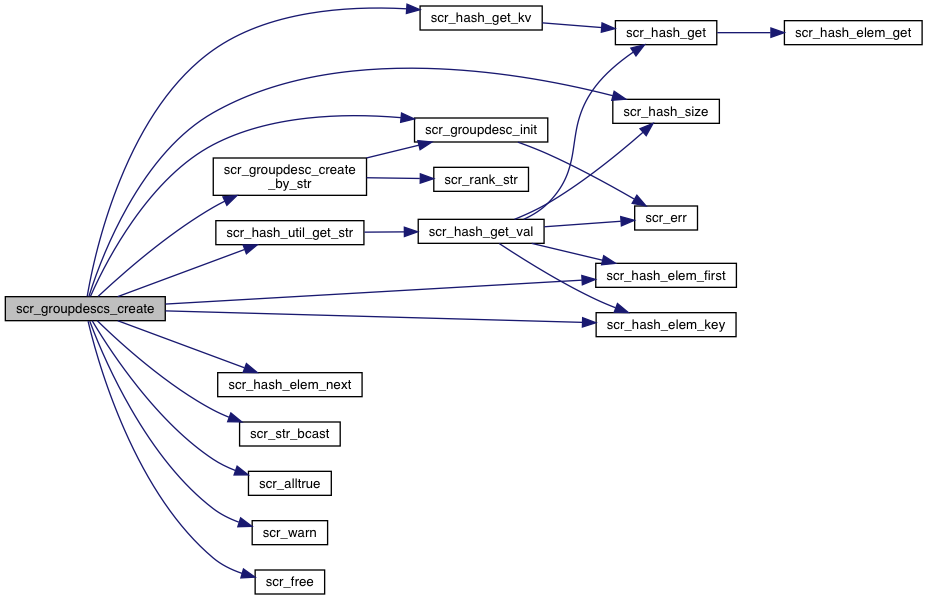 scr_hash_get_kv
scr_hash_get
scr_hash_elem_get
scr_hash_size
scr_groupdesc_init
scr_groupdesc_create
_by_str
scr_rank_str
scr_hash_util_get_str
scr_hash_get_val
scr_err
scr_hash_elem_first
scr_groupdescs_create
scr_hash_elem_key
scr_hash_elem_next
scr_str_bcast
scr_alltrue
scr_warn
scr_free